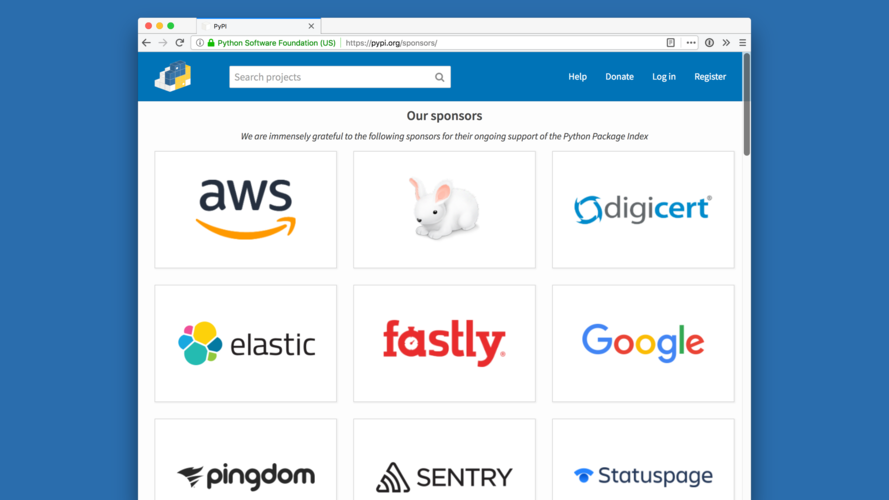 PyPI
Python Software Foundation (US)
https://pypi.org/sponsors/
Search projects
Help
Donate
Log in
Register
Our sponsors
We are immensely grateful to the following sponsors for their ongoing support of the Python Package Index
aws
digicert®
elastic
fastly®
Google
pingdom
SENTRY
Statuspage